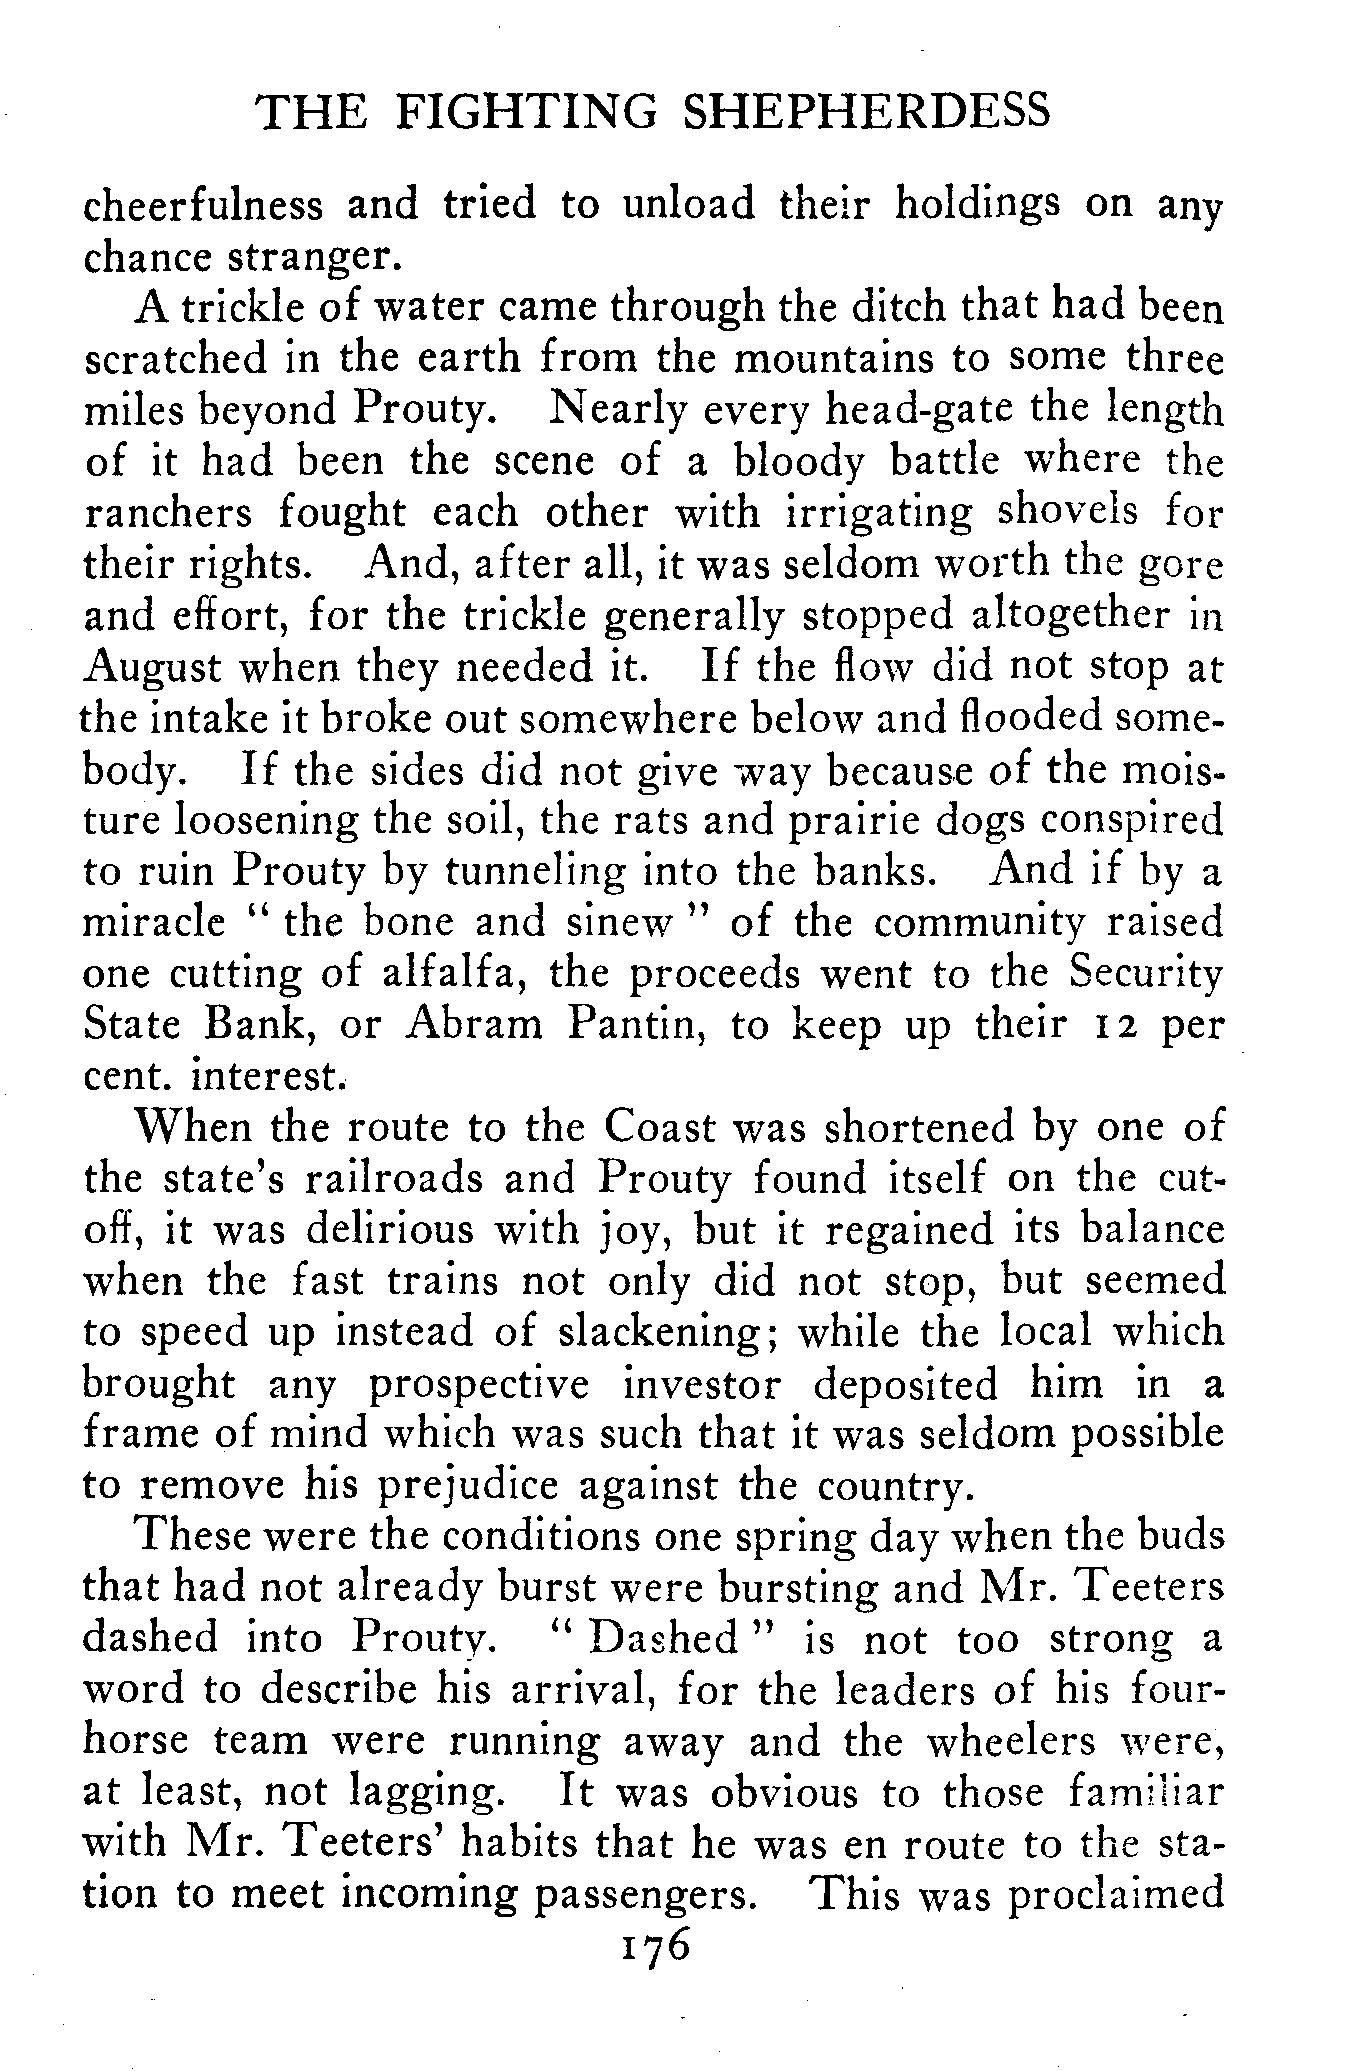 THE FIGHTING SHEPHERDESS
cheerfulness and tried to unload their holdings on any
chance stranger.
A trickle of water came through the ditch that had been
scratched in the earth from the mountains to some three
miles beyond Prouty. Nearly every head-gate the length
of it had been the scene of a bloody battle where the
ranchers fought each other with irrigating shovels for
their rights. And, after all, it was seldom worth the gore
and effort, for the trickle generally stopped altogether in
August when they needed it. If the flow did not stop at
the intake it broke out somewhere below and flooded some-
body. If the sides did not give way because of the mois-
ture loosening the soil, the rats and prairie dogs conspired
to ruin Prouty by tunneling into the banks. And if by a
miracle " the bone and sinew " of the community raised
one cutting of alfalfa, the proceeds went to the Security
State Bank, or Abram Pantin, to keep up their 12 per
cent. interest.
When the route to the Coast was shortened by one of
the state's railroads and Prouty found itself on the cut-
off, it was delirious with joy, but it regained its balance
when the fast trains not only did not stop, but seemed
to speed up instead of slackening; while the local which
brought any prospective investor deposited him in a
frame of mind which was such that it was seldom possible
to remove his prejudice against the country.
These were the conditions one spring day when the buds
that had not already burst were bursting and Mr. Teeters
dashed into Prouty. " Dashed " is not too strong a
word to describe his arrival, for the leaders of his four-
horse team were running away and the wheelers were,
at least, not lagging. It was obvious to those familiar
with Mr. Teeters' habits that he was en route to the sta-
tion to meet incoming passengers. This was proclaimed
176